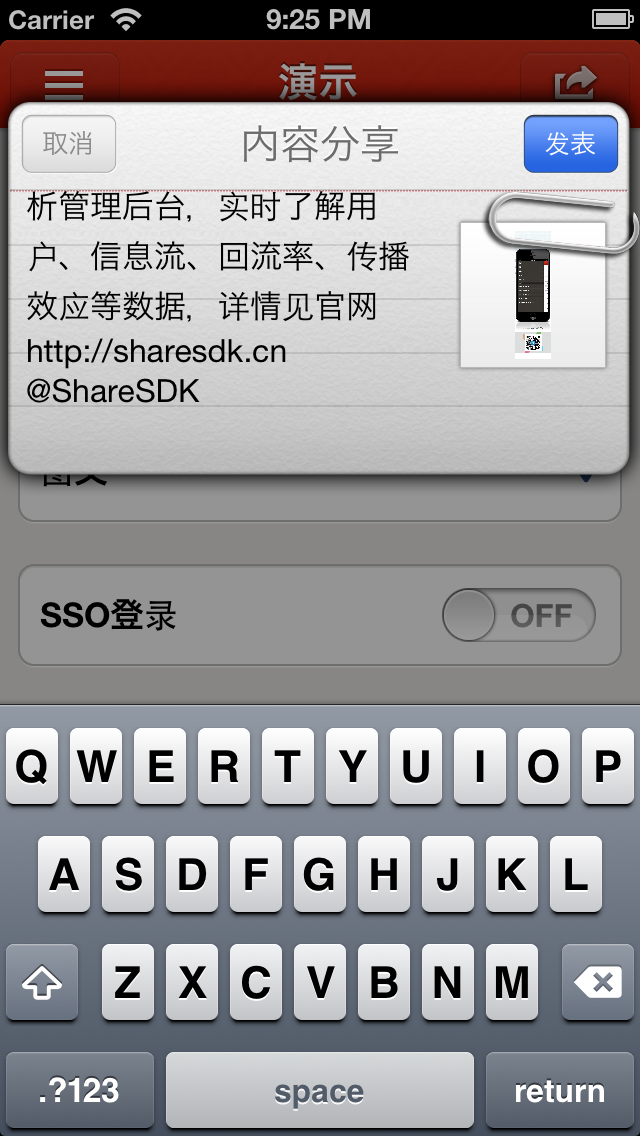 Carrier 9:25 PM
演示
取消 内容分享 发表
析管理后台，实时了解用
户、信息流、回流率、传播
效应等数据，详情见官网
http://sharesdk.cn
@ShareSDK
图文
SSO登录 OFF
Q W E R T Y U I O P
A S D F G H J K L
Z X C V B N M
.?123 space return